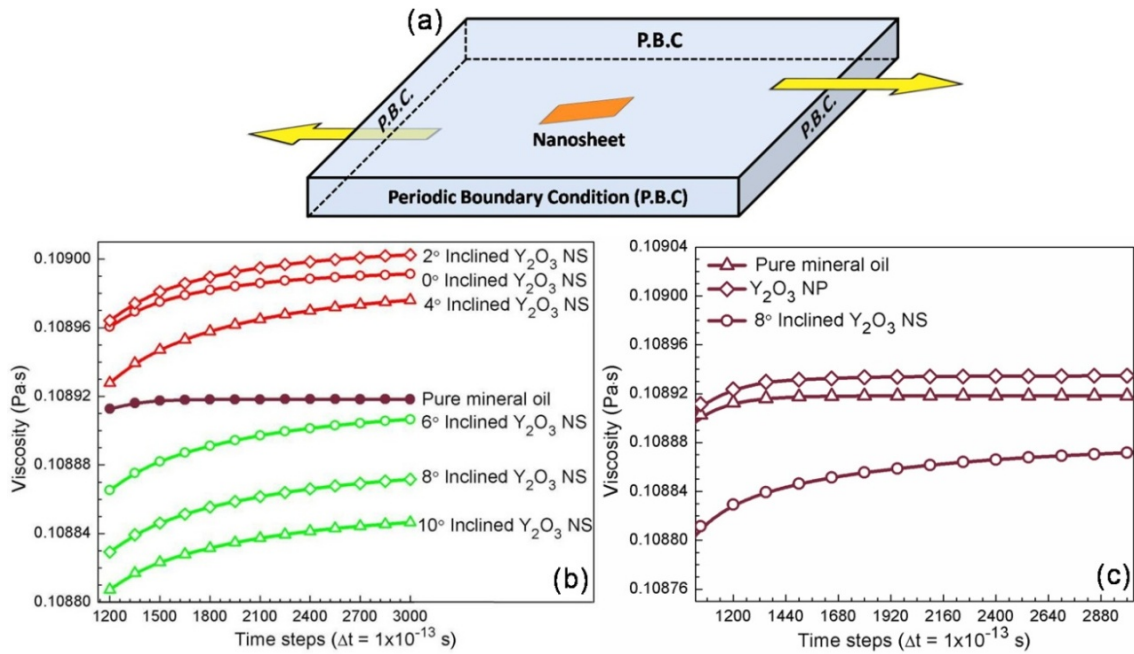 (a)
P.B.C
P.B.C.
P.B.C.
Nanosheet
Periodic Boundary Condition (P.B.C)
0.10900
0.10896
0.10892
0.10888
0.10884
0.10880
Viscosity (Pa·s)
2° Inclined Y₂O₃ NS
0° Inclined Y₂O₃ NS
4° Inclined Y₂O₃ NS
Pure mineral oil
6° Inclined Y₂O₃ NS
8° Inclined Y₂O₃ NS
10° Inclined Y₂O₃ NS
(b)
1200 1500 1800 2100 2400 2700 3000
Time steps (Δt = 1x10⁻¹³ s)
0.10904
0.10900
0.10896
0.10892
0.10888
0.10884
0.10880
0.10876
Viscosity (Pa·s)
Pure mineral oil
Y₂O₃ NP
8° Inclined Y₂O₃ NS
(c)
1200 1440 1680 1920 2160 2400 2640 2880
Time steps (Δt = 1x10⁻¹³ s)